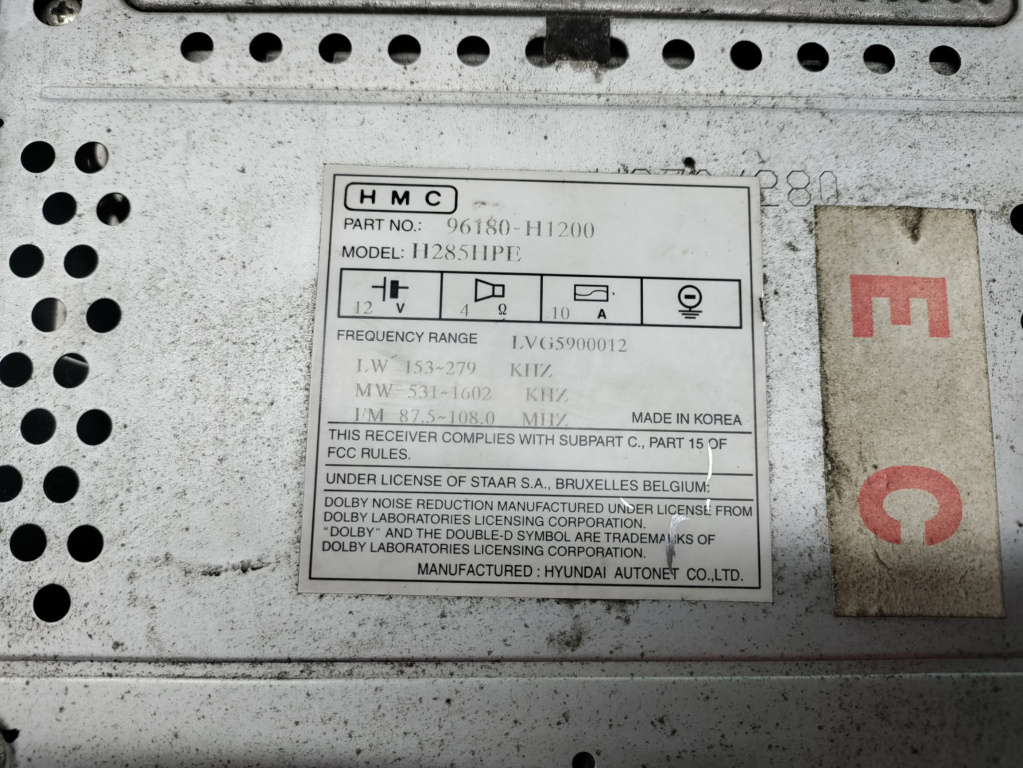 H M C
PART NO.: 96180-H1200
MODEL: H285HPE
12 V 4 Ω 10 A
FREQUENCY RANGE LVG5900012
LW 153~279 KHZ
MW 531~1602 KHZ
FM 87.5~108.0 MHZ MADE IN KOREA
THIS RECEIVER COMPLIES WITH SUBPART C., PART 15 OF
FCC RULES.
UNDER LICENSE OF STAAR S.A., BRUXELLES BELGIUM:
DOLBY NOISE REDUCTION MANUFACTURED UNDER LICENSE FROM
DOLBY LABORATORIES LICENSING CORPORATION.
"DOLBY" AND THE DOUBLE-D SYMBOL ARE TRADEMARKS OF
DOLBY LABORATORIES LICENSING CORPORATION.
MANUFACTURED : HYUNDAI AUTONET CO.,LTD.
E C